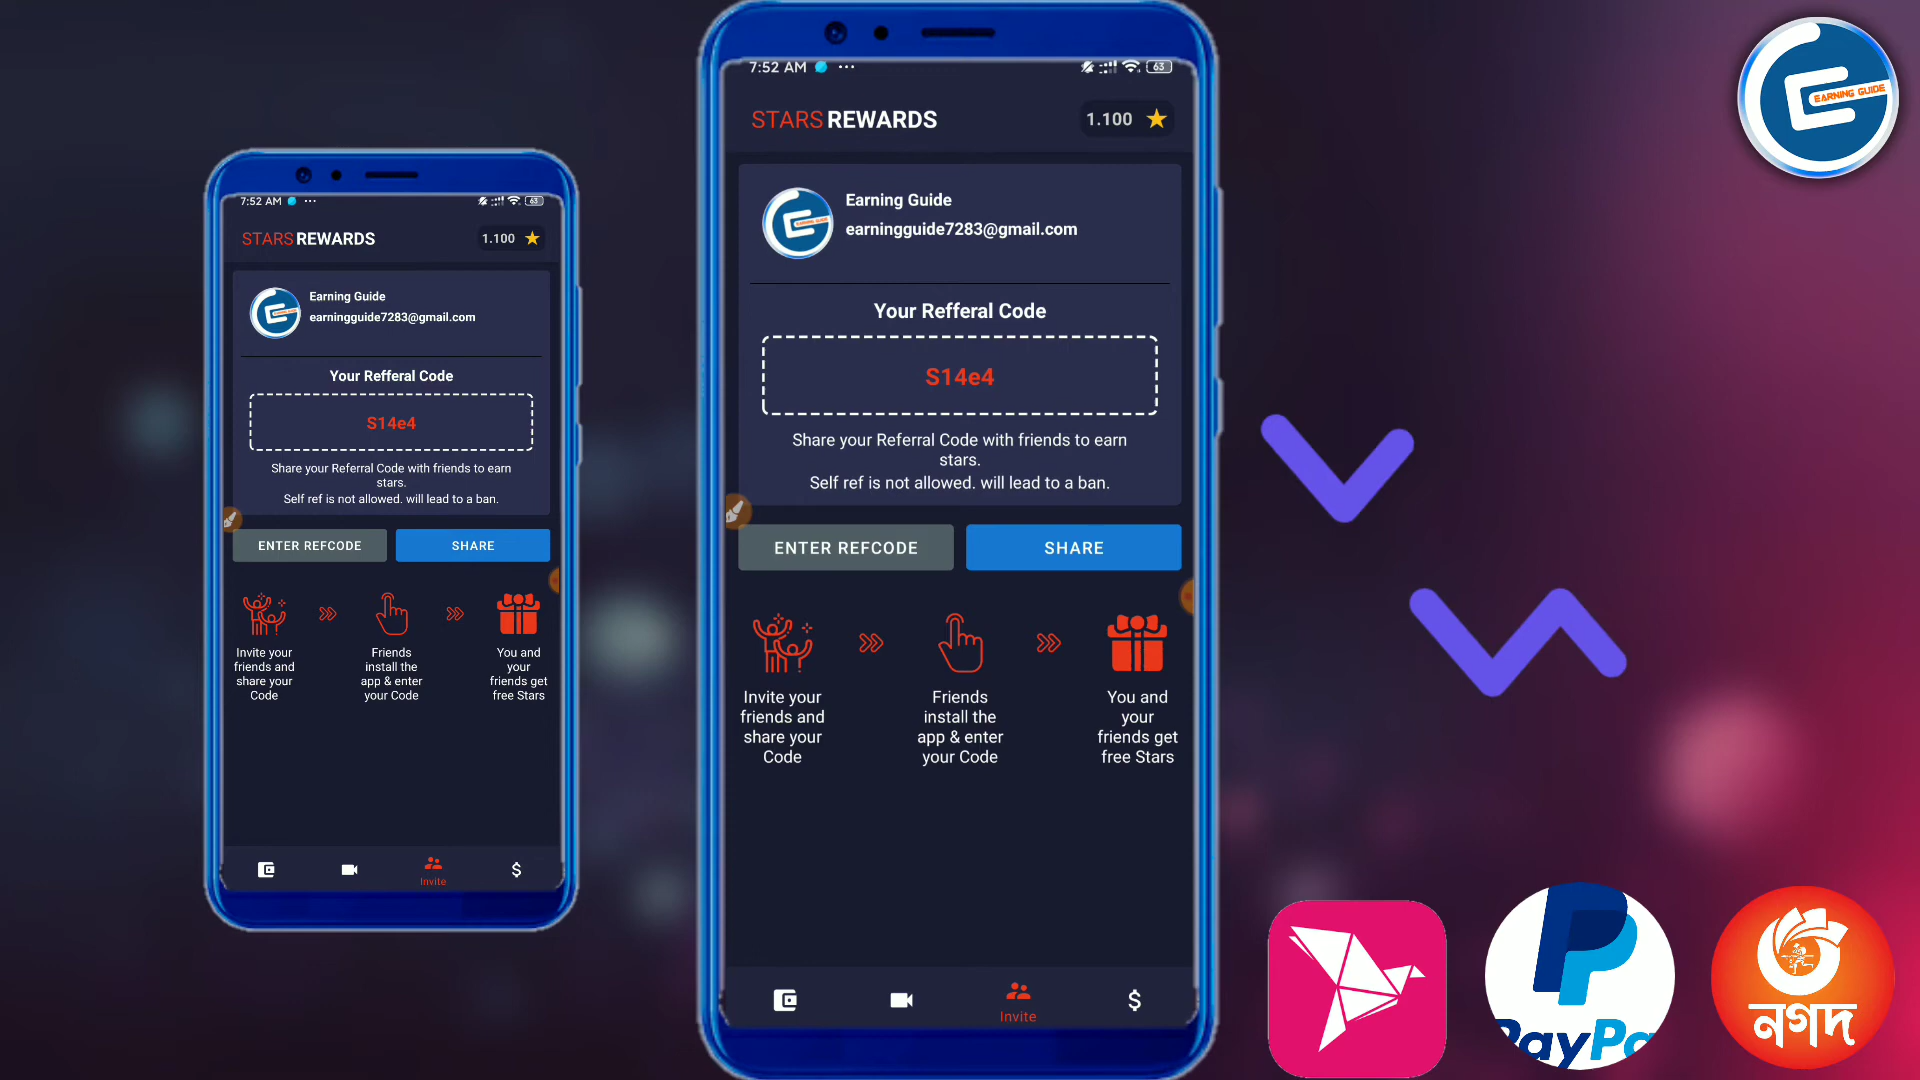 7:52 AM
63
STARS REWARDS
1.100
Earning Guide
earningguide7283@gmail.com
Your Refferal Code
S14e4
Share your Referral Code with friends to earn
stars.
Self ref is not allowed. will lead to a ban.
ENTER REFCODE
SHARE
Invite your
friends and
share your
Code
Friends
install the
app & enter
your Code
You and
your
friends get
free Stars
Invite
7:52 AM
63
STARS REWARDS
1.100
EARNING GUIDE
Earning Guide
earningguide7283@gmail.com
Your Refferal Code
S14e4
Share your Referral Code with friends to earn
stars.
Self ref is not allowed. will lead to a ban.
ENTER REFCODE
SHARE
Invite your
friends and
share your
Code
Friends
install the
app & enter
your Code
You and
your
friends get
free Stars
Invite
EARNING GUIDE
PayPa
নগদ